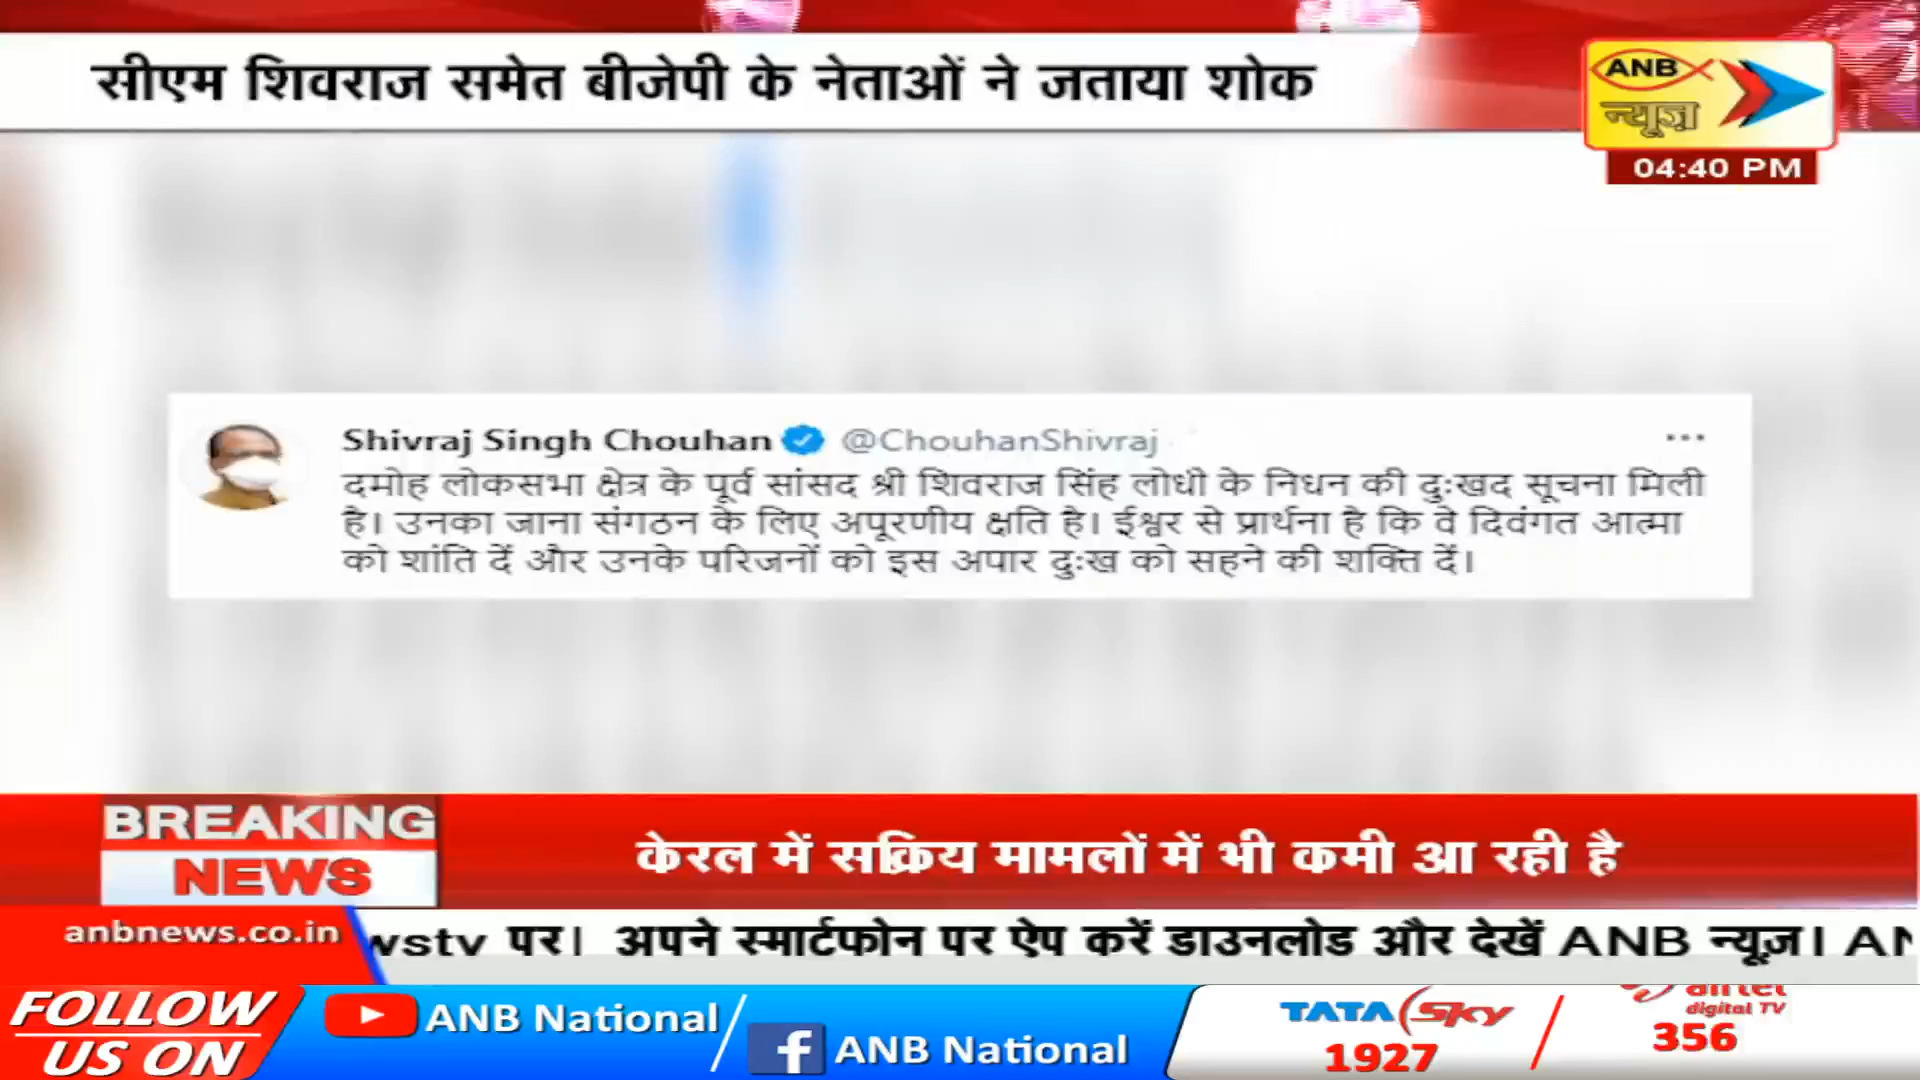 सीएम शिवराज समेत बीजेपी के नेताओं ने जताया शोक
ANB
न्यूज़
04:40 PM
Shivraj Singh Chouhan @ChouhanShivraj
दमोह लोकसभा क्षेत्र के पूर्व सांसद श्री शिवराज सिंह लोधी के निधन की दुःखद सूचना मिली
है। उनका जाना संगठन के लिए अपूरणीय क्षति है। ईश्वर से प्रार्थना है कि वे दिवंगत आत्मा
को शांति दें और उनके परिजनों को इस अपार दुःख को सहने की शक्ति दें।
BREAKING
NEWS
केरल में सक्रिय मामलों में भी कमी आ रही है
anbnews.co.in
wstv पर। अपने स्मार्टफोन पर ऐप करें डाउनलोड और देखें ANB न्यूज़। AN
FOLLOW
US ON
ANB National
ANB National
TATA Sky
1927
airtel
digital TV
356